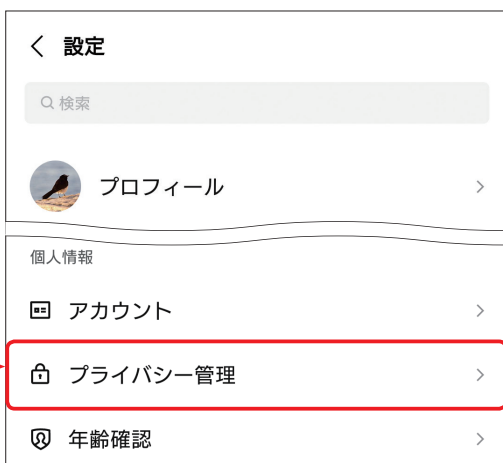 設定
検索
プロフィール
個人情報
アカウント
プライバシー管理
年齢確認